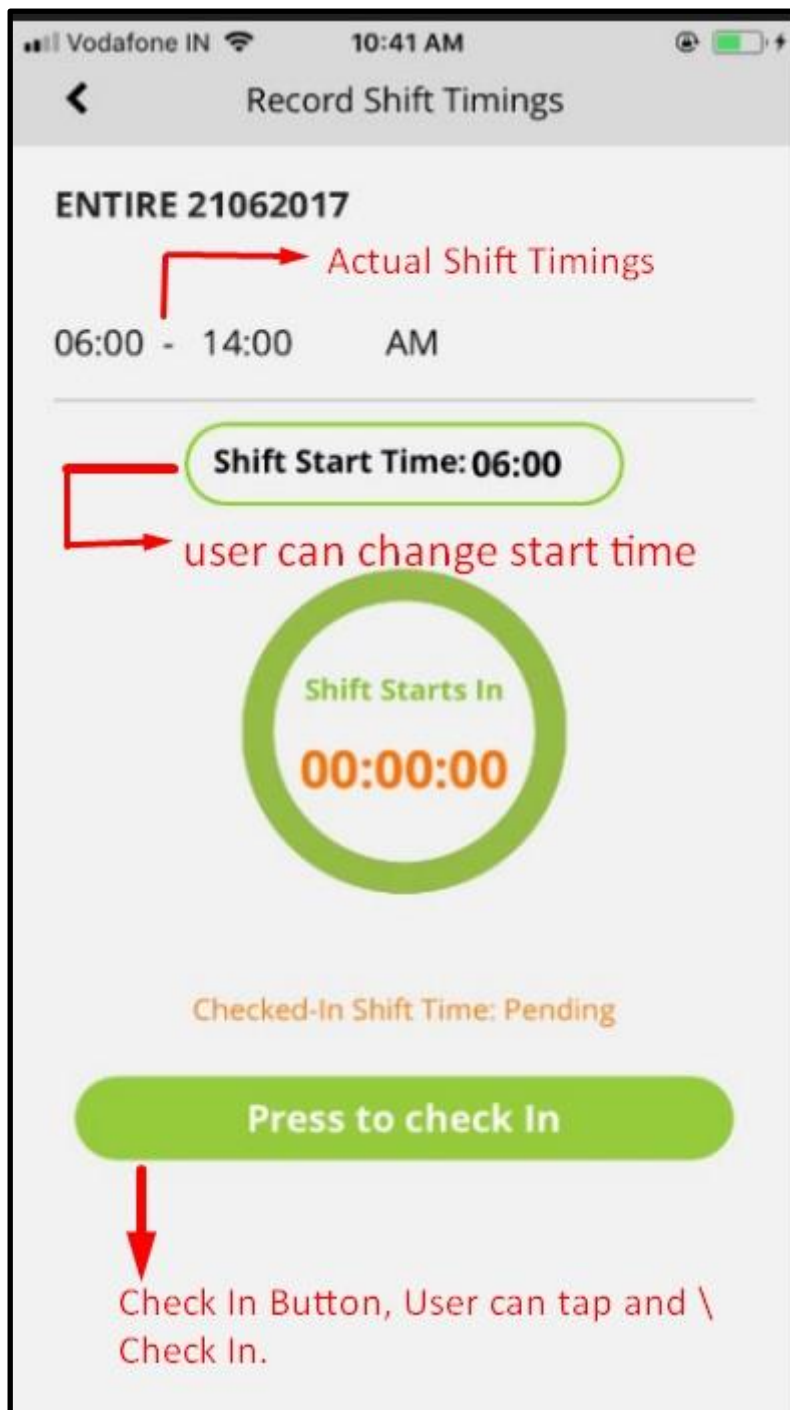 Vodafone IN 10:41 AM
Record Shift Timings
ENTIRE 21062017
Actual Shift Timings
06:00 - 14:00 AM
Shift Start Time: 06:00
user can change start time
Shift Starts In
00:00:00
Checked-In Shift Time: Pending
Press to check In
Check In Button, User can tap and \
Check In.